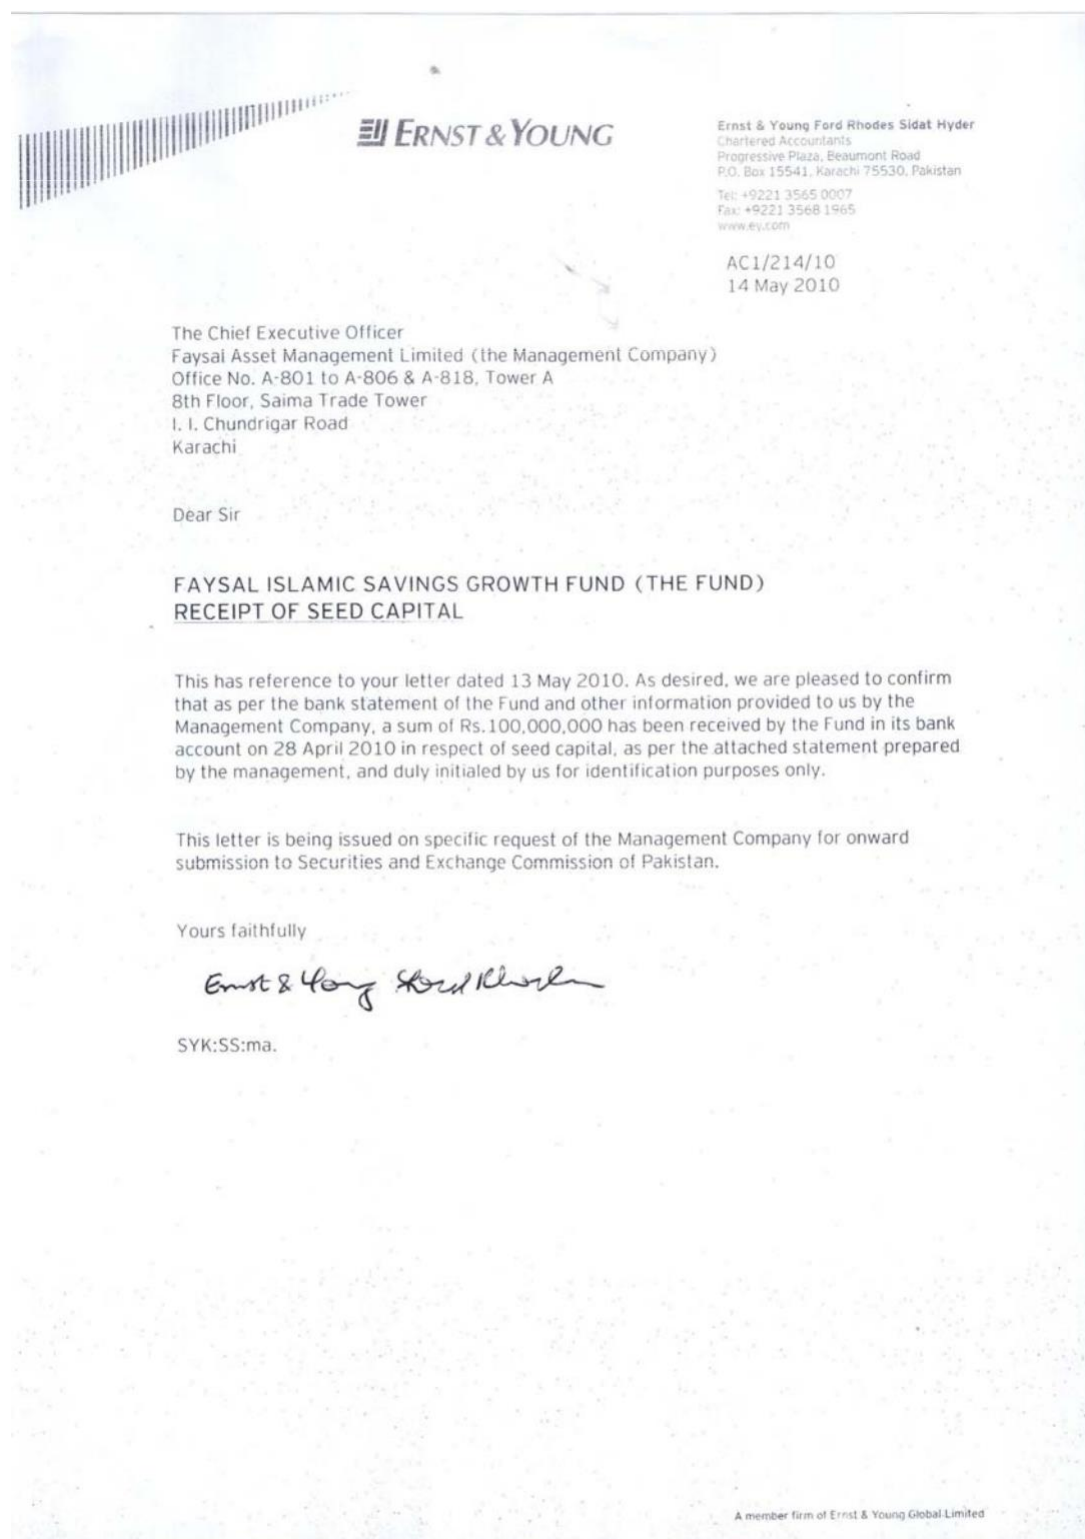 ERNST & YOUNG
Ernst & Young Ford Rhodes Sidat Hyder
Chartered Accountants
Progressive Plaza, Beaumont Road
P.O. Box 15541, Karachi 75530, Pakistan
Tel: +9221 3565 0007
Fax: +9221 3568 1965
www.ey.com
AC1/214/10
14 May 2010
The Chief Executive Officer
Faysal Asset Management Limited (the Management Company)
Office No. A-801 to A-806 & A-818, Tower A
8th Floor, Saima Trade Tower
I. I. Chundrigar Road
Karachi
Dear Sir
FAYSAL ISLAMIC SAVINGS GROWTH FUND (THE FUND)
RECEIPT OF SEED CAPITAL
This has reference to your letter dated 13 May 2010. As desired, we are pleased to confirm
that as per the bank statement of the Fund and other information provided to us by the
Management Company, a sum of Rs.100,000,000 has been received by the Fund in its bank
account on 28 April 2010 in respect of seed capital, as per the attached statement prepared
by the management, and duly initialed by us for identification purposes only.
This letter is being issued on specific request of the Management Company for onward
submission to Securities and Exchange Commission of Pakistan.
Yours faithfully
Ernst & Young Ford Rhodes
SYK:SS:ma.
A member firm of Ernst & Young Global Limited